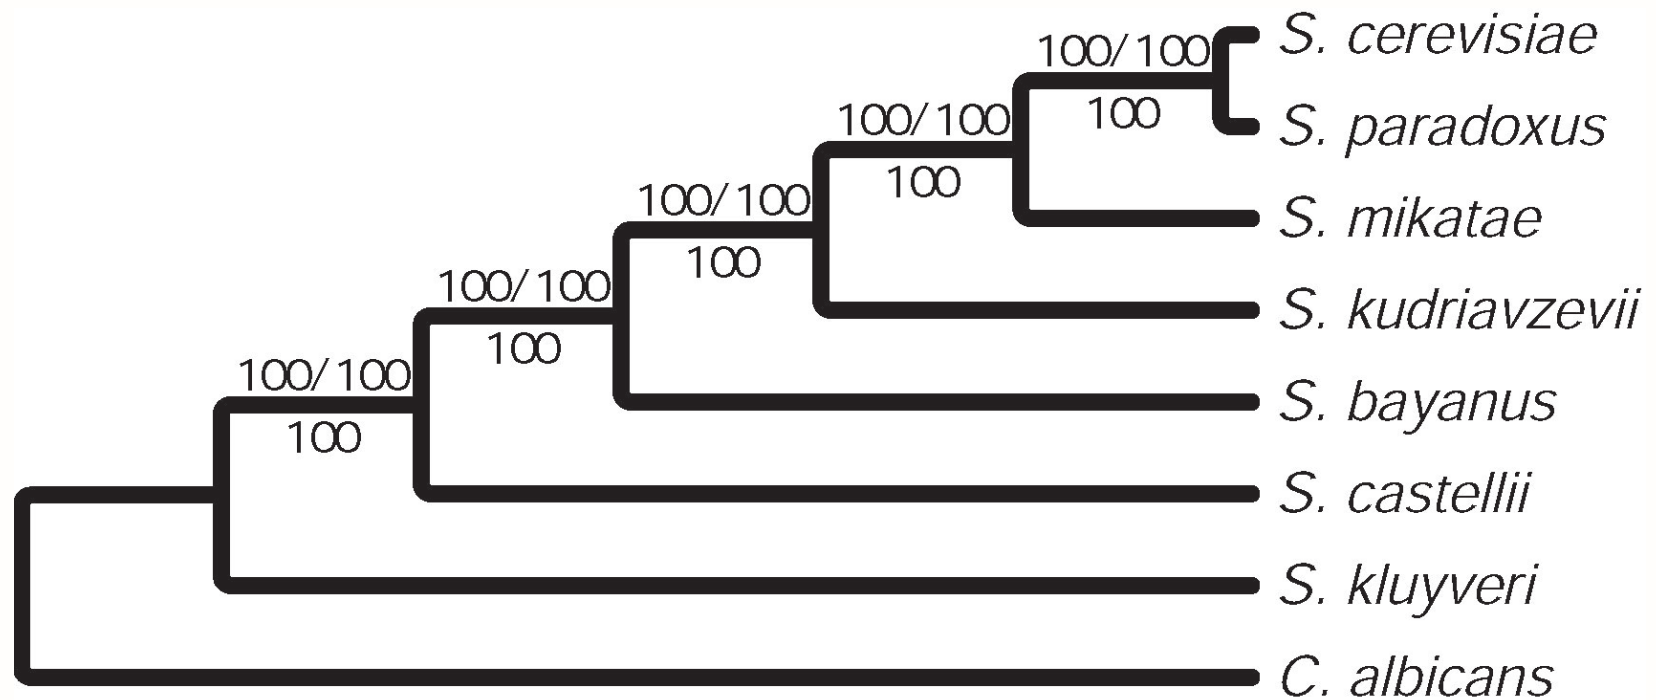 S. cerevisiae
100/100
100
S. paradoxus
100/100
100
S. mikatae
100/100
100
S. kudriavzevii
100/100
100
S. bayanus
100/100
100
S. castellii
S. kluyveri
C. albicans